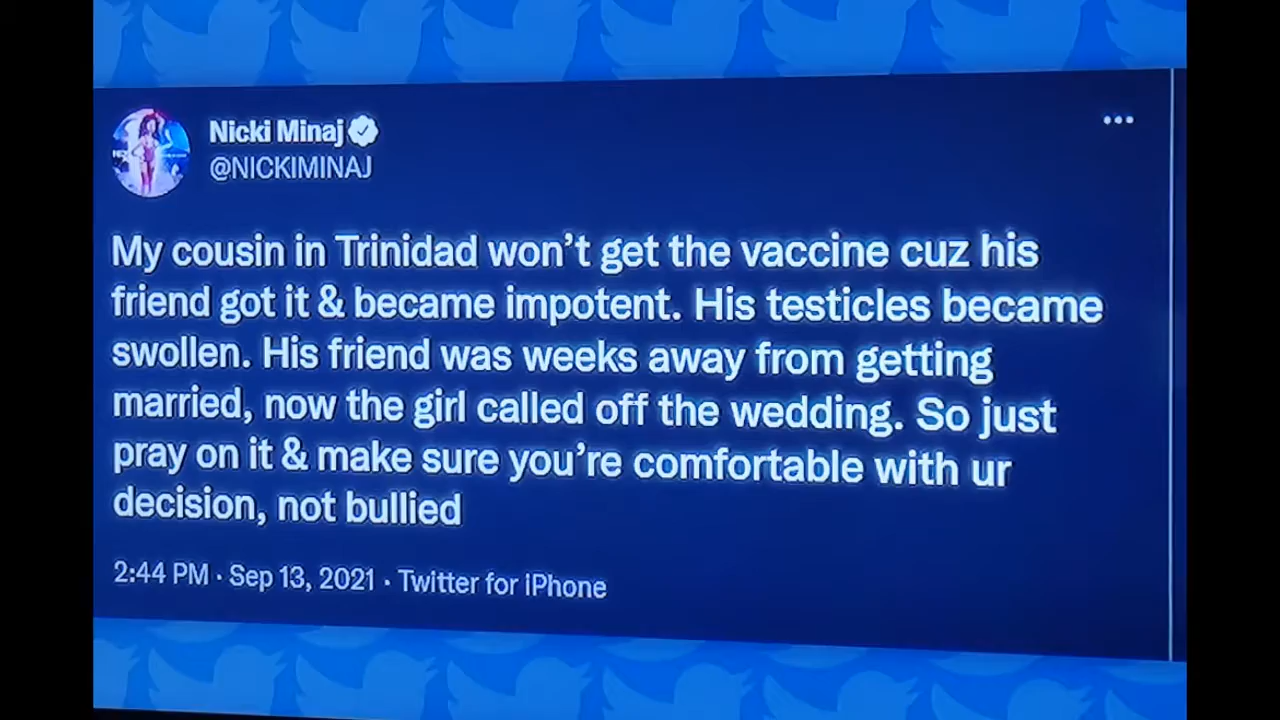 Nicki Minaj
@NICKIMINAJ
My cousin in Trinidad won’t get the vaccine cuz his
friend got it & became impotent. His testicles became
swollen. His friend was weeks away from getting
married, now the girl called off the wedding. So just
pray on it & make sure you’re comfortable with ur
decision, not bullied
2:44 PM · Sep 13, 2021 · Twitter for iPhone